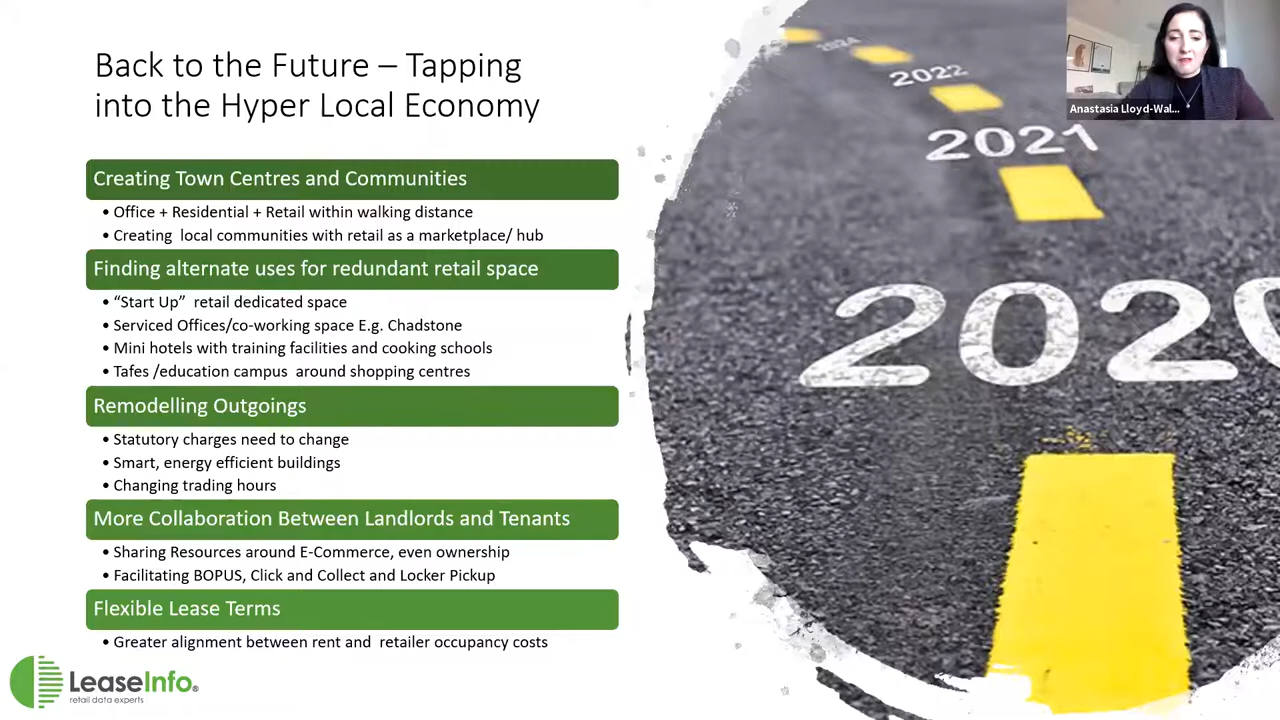 Back to the Future – Tapping
into the Hyper Local Economy
Creating Town Centres and Communities
• Office + Residential + Retail within walking distance
• Creating  local communities with retail as a marketplace/ hub
Finding alternate uses for redundant retail space
• “Start Up”  retail dedicated space
• Serviced Offices/co-working space E.g. Chadstone
• Mini hotels with training facilities and cooking schools
• Tafes /education campus  around shopping centres
Remodelling Outgoings
• Statutory charges need to change
• Smart, energy efficient buildings
• Changing trading hours
More Collaboration Between Landlords and Tenants
• Sharing Resources around E-Commerce, even ownership
• Facilitating BOPUS, Click and Collect and Locker Pickup
Flexible Lease Terms
• Greater alignment between rent and  retailer occupancy costs
LeaseInfo®
retail data experts
2022
2021
2020
Anastasia Lloyd-Wal...